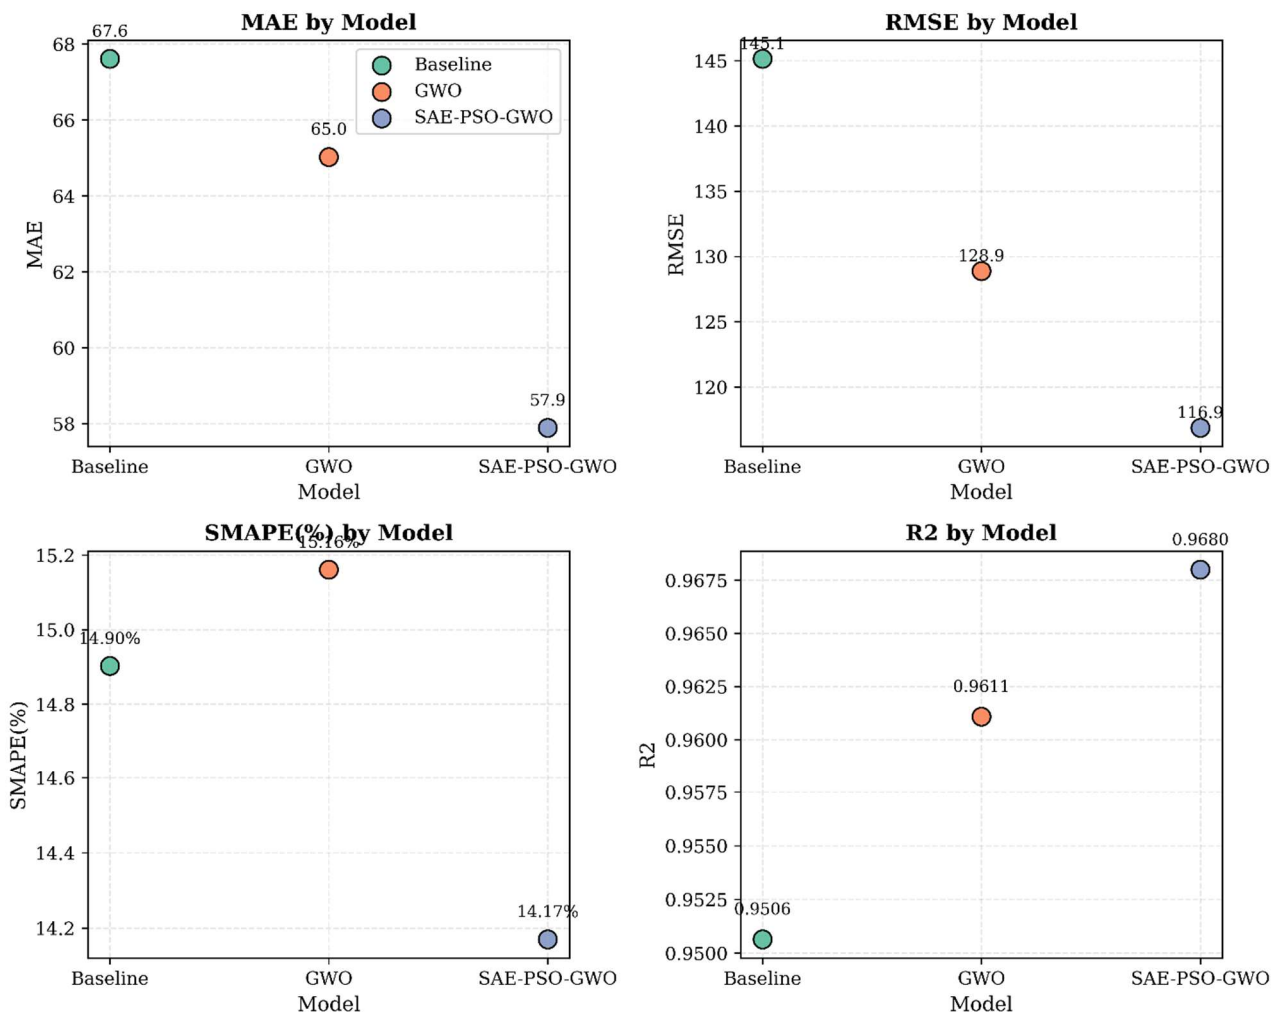 MAE by Model
67.6
68
66
64
62
60
58
MAE
65.0
57.9
Baseline
GWO
SAE-PSO-GWO
Baseline
GWO
SAE-PSO-GWO
Model
RMSE by Model
145.1
145
140
135
130
125
120
RMSE
128.9
116.9
Baseline
GWO
SAE-PSO-GWO
Model
SMAPE(%) by Model
15.16%
15.2
15.0
14.8
14.6
14.4
14.2
SMAPE(%)
14.90%
14.17%
Baseline
GWO
SAE-PSO-GWO
Model
R2 by Model
0.9680
0.9675
0.9650
0.9625
0.9600
0.9575
0.9550
0.9525
0.9500
R2
0.9611
0.9506
Baseline
GWO
SAE-PSO-GWO
Model